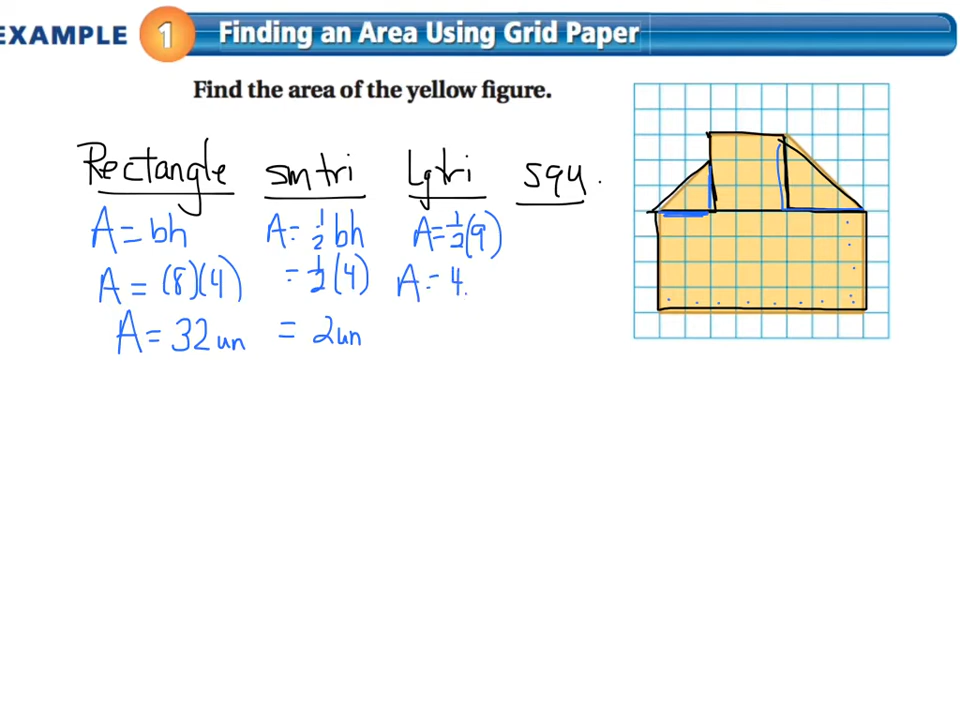 EXAMPLE 1 Finding an Area Using Grid Paper
Find the area of the yellow figure.
Rectangle sm tri Lg tri squ.
A = bh A = 1/2 bh A = 1/2 (9)
A = (8)(4) = 1/2 (4) A = 4.
A = 32 un = 2 un